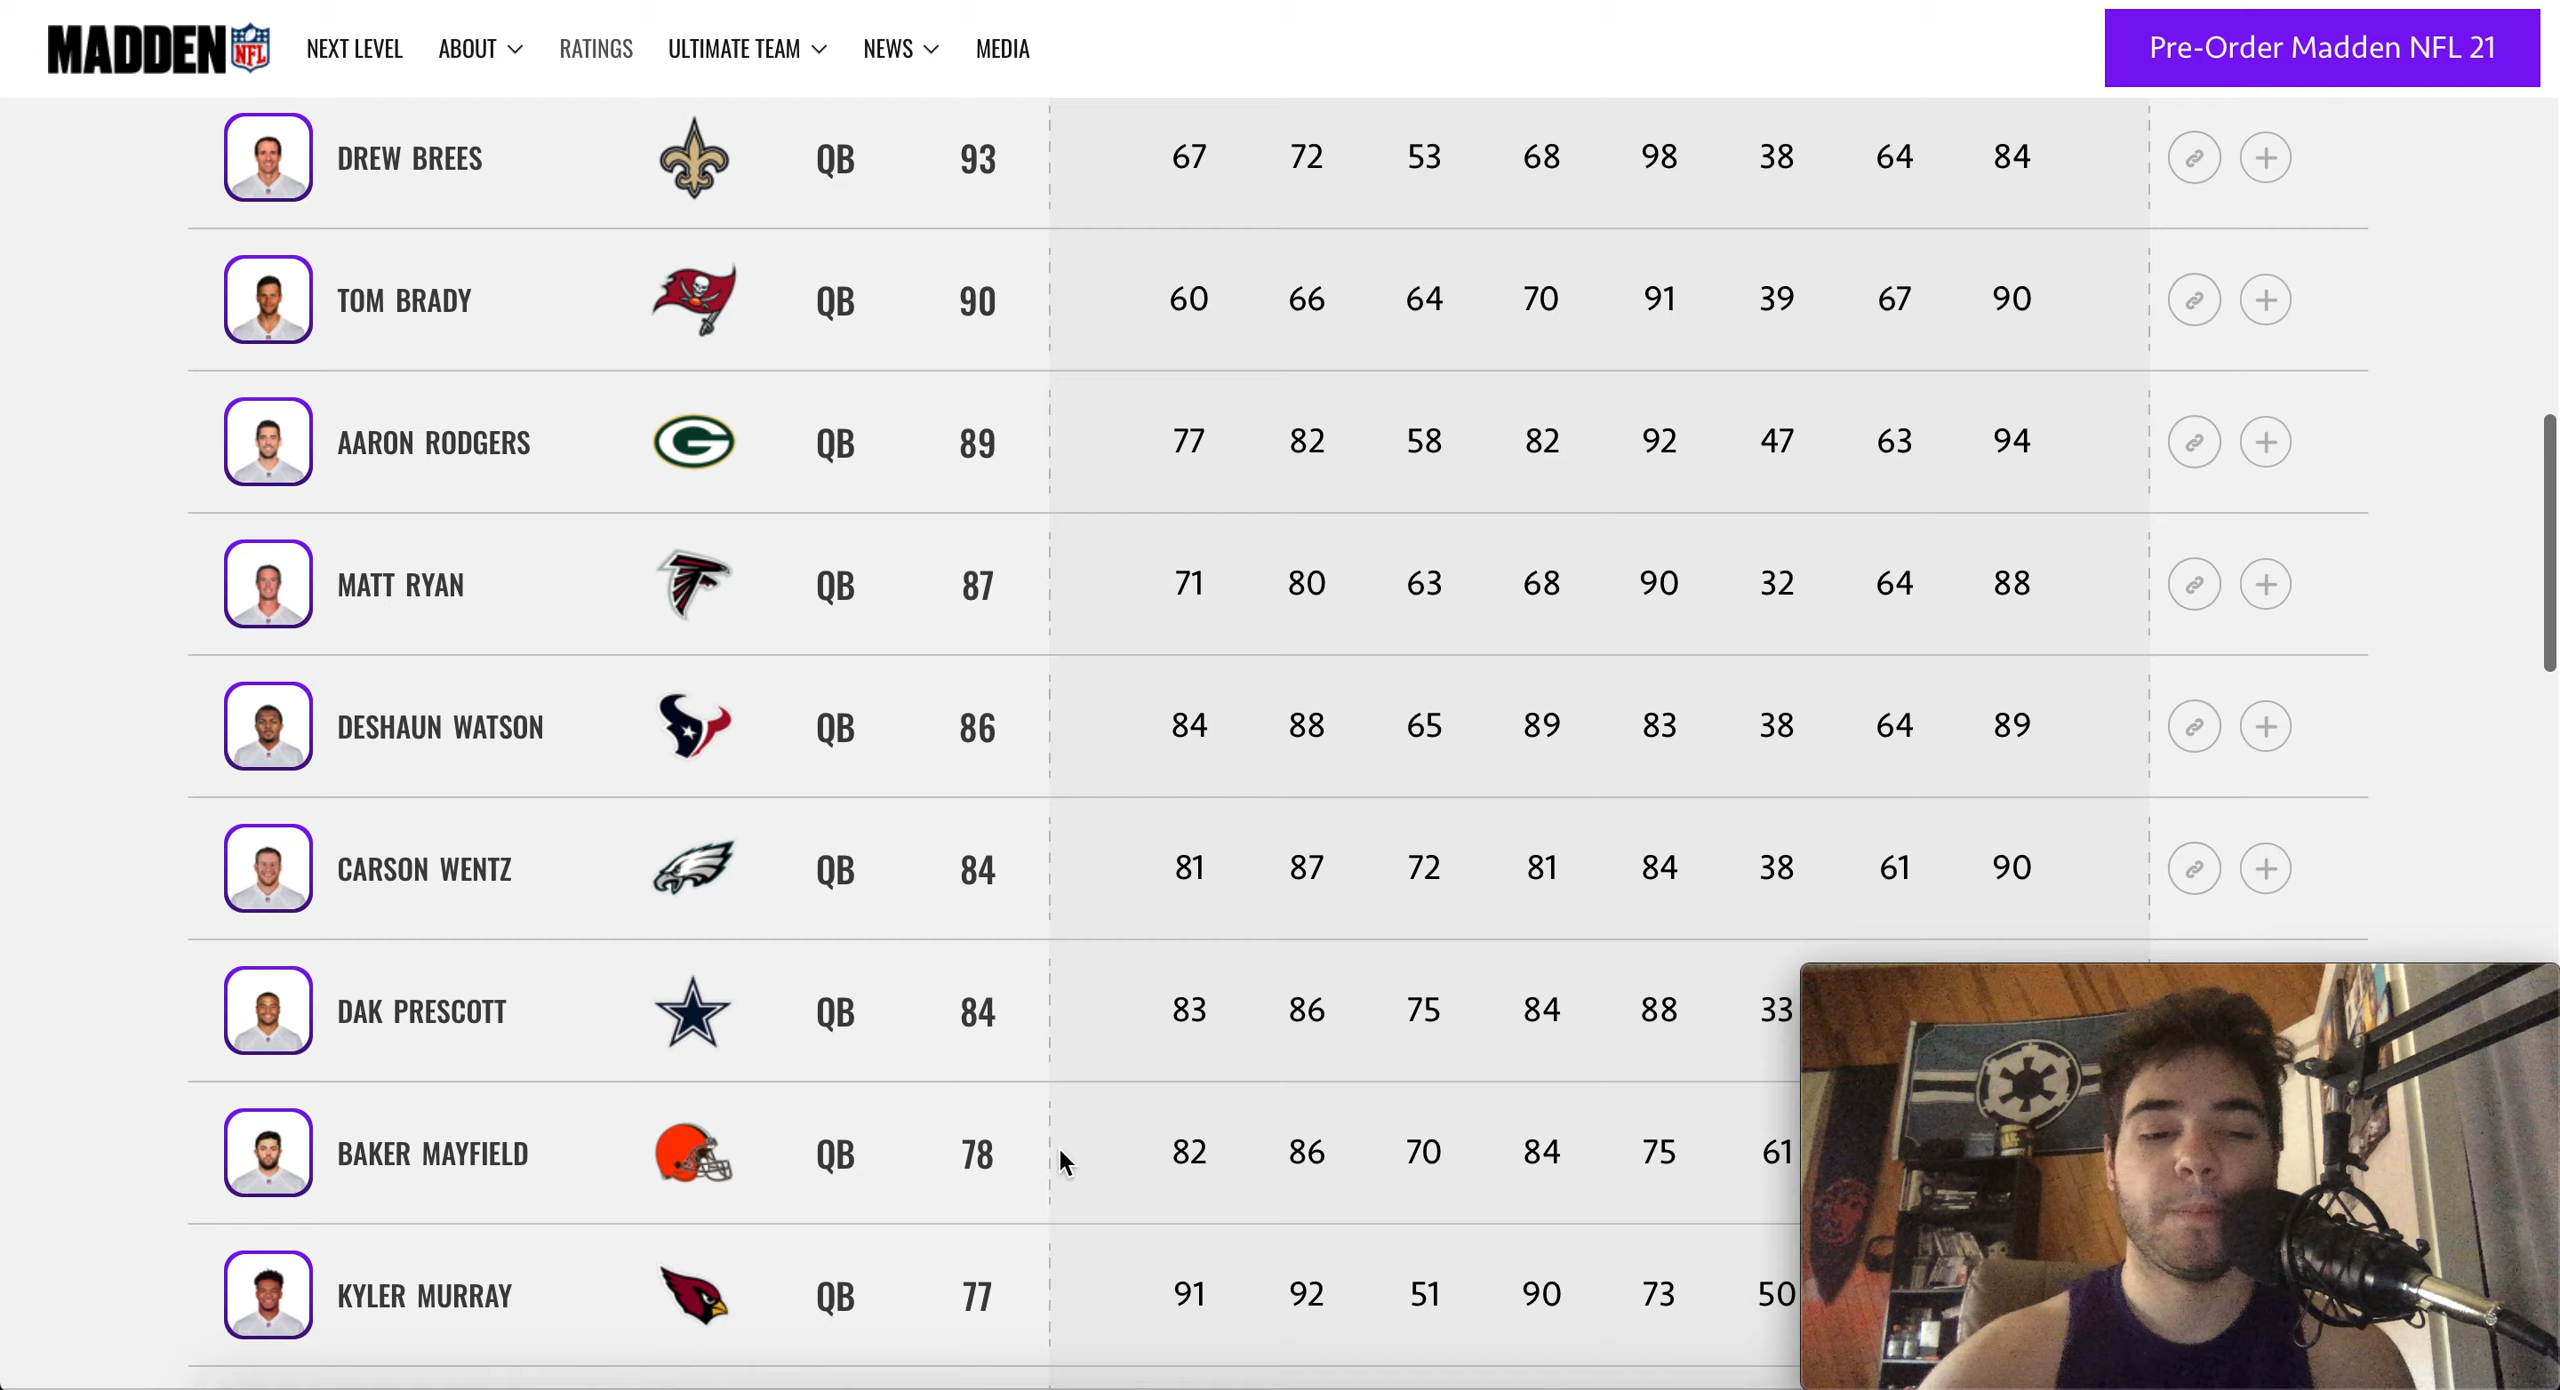 MADDEN NFL NEXT LEVEL ABOUT RATINGS ULTIMATE TEAM NEWS MEDIA Pre-Order Madden NFL 21
DREW BREES QB 93 67 72 53 68 98 38 64 84
TOM BRADY QB 90 60 66 64 70 91 39 67 90
AARON RODGERS QB 89 77 82 58 82 92 47 63 94
MATT RYAN QB 87 71 80 63 68 90 32 64 88
DESHAUN WATSON QB 86 84 88 65 89 83 38 64 89
CARSON WENTZ QB 84 81 87 72 81 84 38 61 90
DAK PRESCOTT QB 84 83 86 75 84 88 33
BAKER MAYFIELD QB 78 82 86 70 84 75 61
KYLER MURRAY QB 77 91 92 51 90 73 50